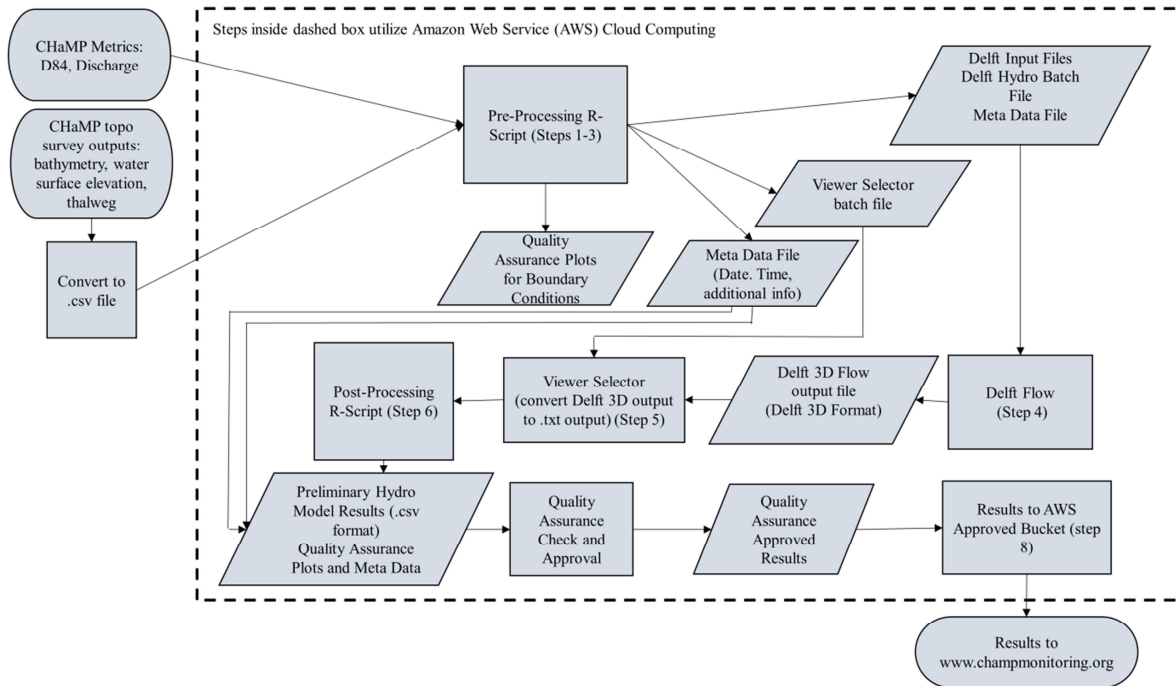 Steps inside dashed box utilize Amazon Web Service (AWS) Cloud Computing
CHaMP Metrics:
D84, Discharge
CHaMP topo
survey outputs:
bathymetry, water
surface elevation,
thalweg
Convert to
.csv file
Pre-Processing R-
Script (Steps 1-3)
Delft Input Files
Delft Hydro Batch
File
Meta Data File
Viewer Selector
batch file
Quality
Assurance Plots
for Boundary
Conditions
Meta Data File
(Date. Time,
additional info)
Post-Processing
R-Script (Step 6)
Viewer Selector
(convert Delft 3D output
to .txt output) (Step 5)
Delft 3D Flow
output file
(Delft 3D Format)
Delft Flow
(Step 4)
Preliminary Hydro
Model Results (.csv
format)
Quality Assurance
Plots and Meta Data
Quality
Assurance
Check and
Approval
Quality
Assurance
Approved
Results
Results to AWS
Approved Bucket (step
8)
Results to
www.champmonitoring.org